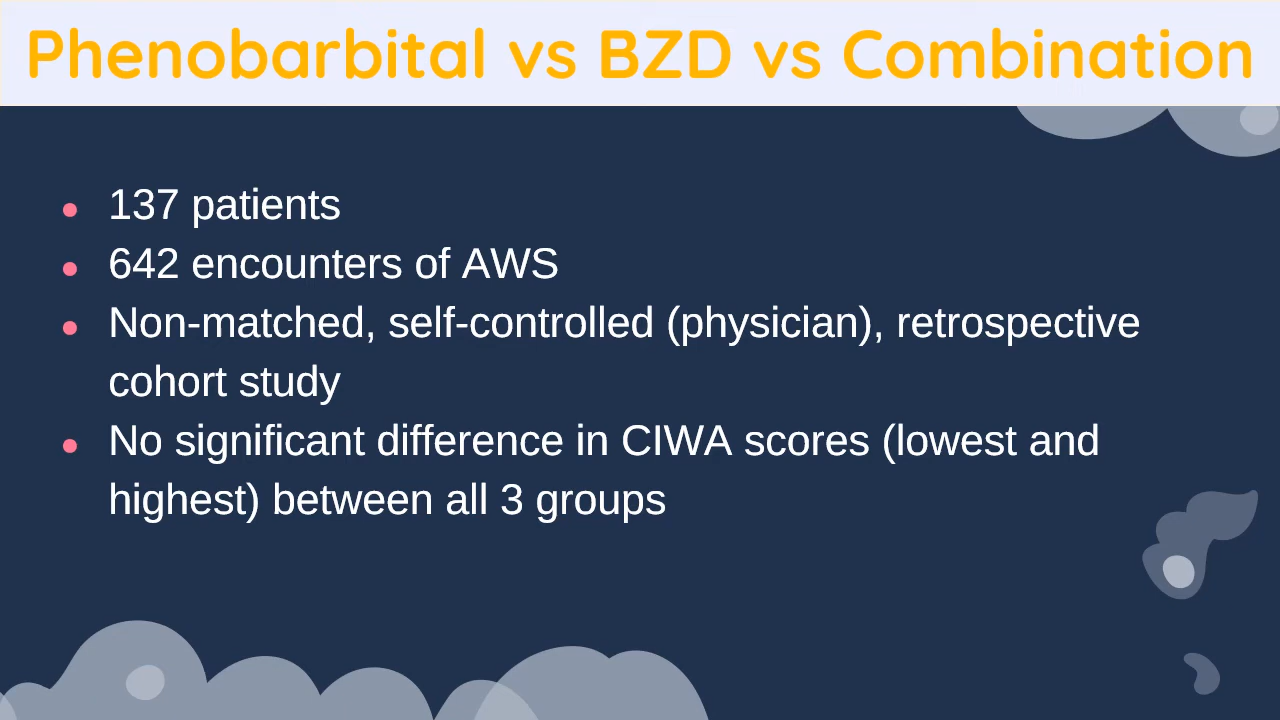 Phenobarbital vs BZD vs Combination
• 137 patients
• 642 encounters of AWS
• Non-matched, self-controlled (physician), retrospective
cohort study
• No significant difference in CIWA scores (lowest and
highest) between all 3 groups